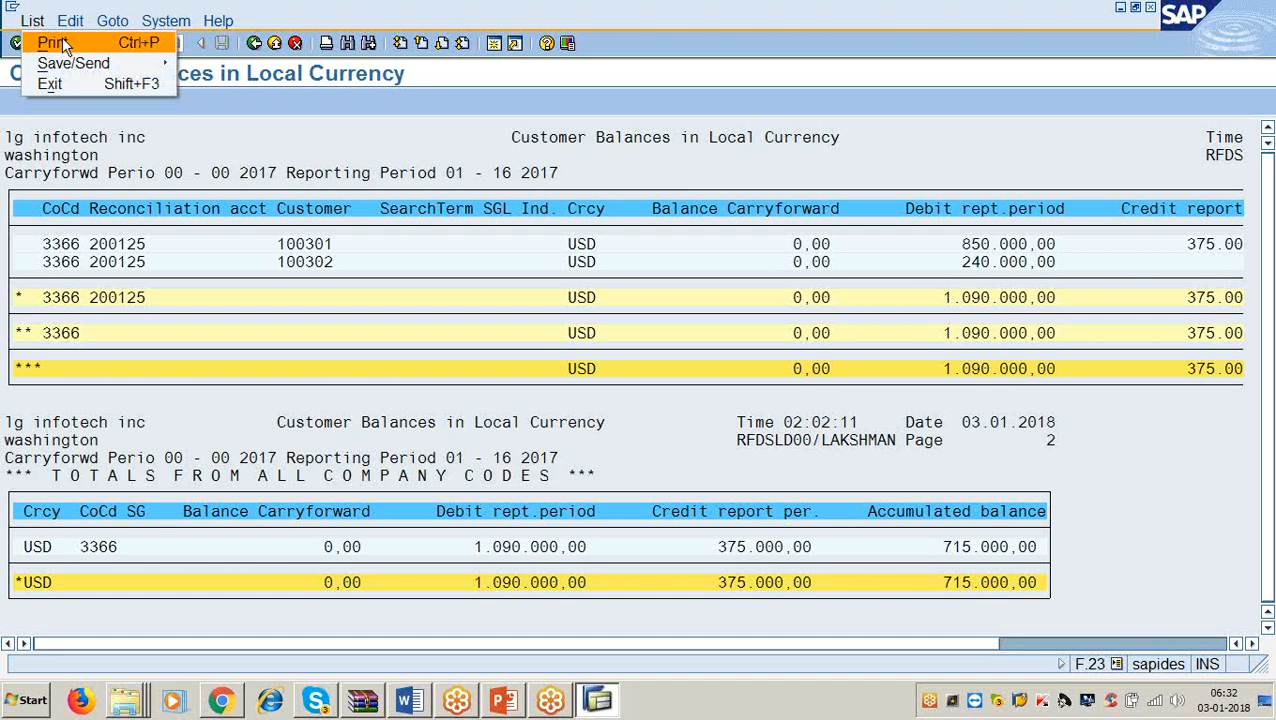 List Edit Goto System Help
SAP
Print Ctrl+P
Save/Send
Exit Shift+F3
ces in Local Currency
lg infotech inc Customer Balances in Local Currency Time
washington RFDS
Carryforwd Perio 00 - 00 2017 Reporting Period 01 - 16 2017
CoCd Reconciliation acct Customer SearchTerm SGL Ind. Crcy Balance Carryforward Debit rept.period Credit report
3366 200125 100301 USD 0,00 850.000,00 375.00
3366 200125 100302 USD 0,00 240.000,00
* 3366 200125 USD 0,00 1.090.000,00 375.00
** 3366 USD 0,00 1.090.000,00 375.00
*** USD 0,00 1.090.000,00 375.00
lg infotech inc Customer Balances in Local Currency Time 02:02:11 Date 03.01.2018
washington RFDSLD00/LAKSHMAN Page 2
Carryforwd Perio 00 - 00 2017 Reporting Period 01 - 16 2017
*** T O T A L S F R O M A L L C O M P A N Y C O D E S ***
Crcy CoCd SG Balance Carryforward Debit rept.period Credit report per. Accumulated balance
USD 3366 0,00 1.090.000,00 375.000,00 715.000,00
*USD 0,00 1.090.000,00 375.000,00 715.000,00
F.23 sapides INS
Start
06:32
03-01-2018